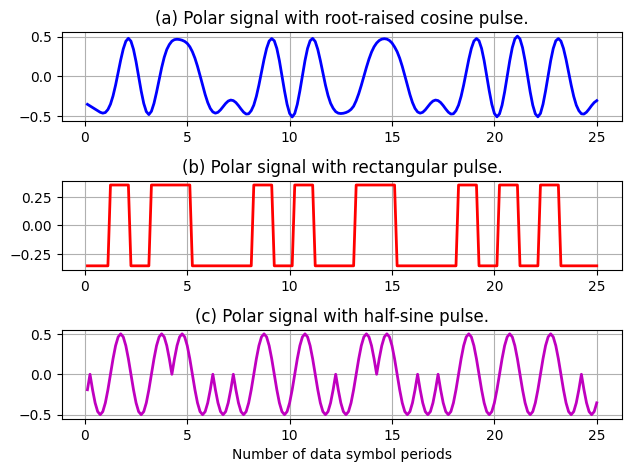 (a) Polar signal with root-raised cosine pulse.
0.5
0.0
−0.5
0 5 10 15 20 25
(b) Polar signal with rectangular pulse.
0.25
0.00
−0.25
0 5 10 15 20 25
(c) Polar signal with half-sine pulse.
0.5
0.0
−0.5
0 5 10 15 20 25
Number of data symbol periods